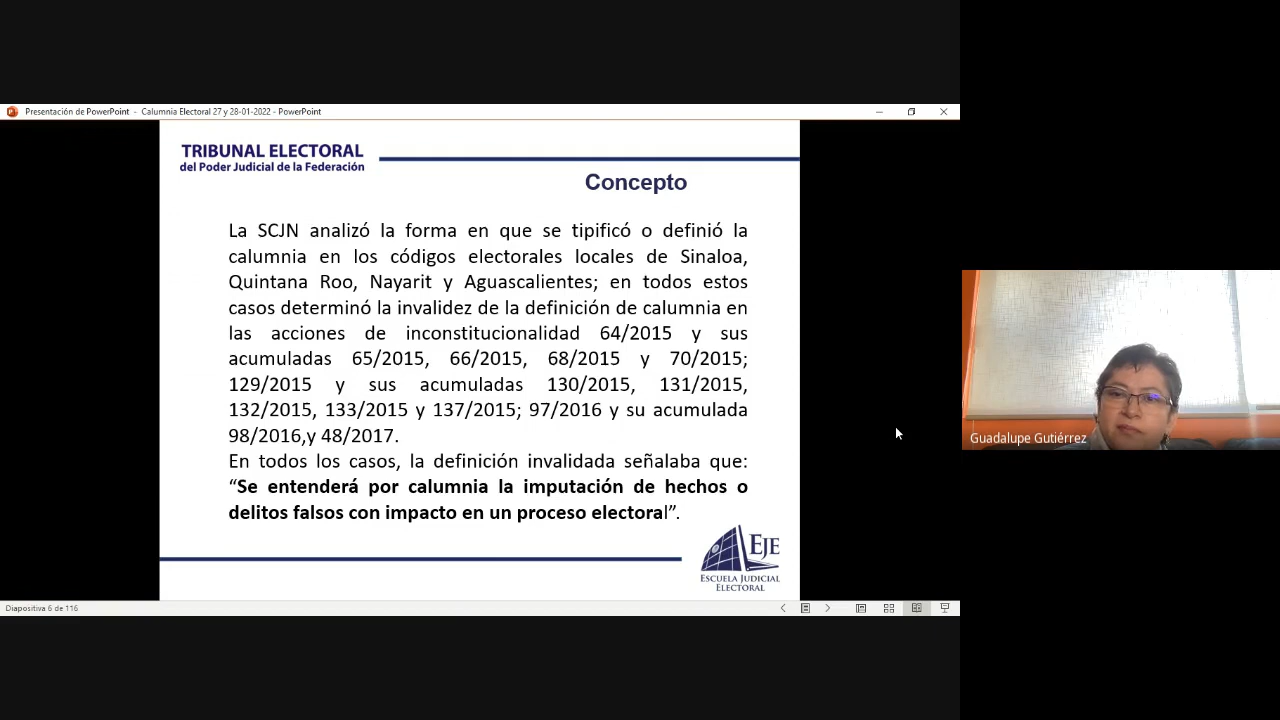 Presentación de PowerPoint - Calumnia Electoral 27 y 28-01-2022 - PowerPoint
TRIBUNAL ELECTORAL
del Poder Judicial de la Federación
Concepto
La SCJN analizó la forma en que se tipificó o definió la
calumnia en los códigos electorales locales de Sinaloa,
Quintana Roo, Nayarit y Aguascalientes; en todos estos
casos determinó la invalidez de la definición de calumnia en
las acciones de inconstitucionalidad 64/2015 y sus
acumuladas 65/2015, 66/2015, 68/2015 y 70/2015;
129/2015 y sus acumuladas 130/2015, 131/2015,
132/2015, 133/2015 y 137/2015; 97/2016 y su acumulada
98/2016,y 48/2017.
En todos los casos, la definición invalidada señalaba que:
“Se entenderá por calumnia la imputación de hechos o
delitos falsos con impacto en un proceso electoral”.
EJE
ESCUELA JUDICIAL
ELECTORAL
Guadalupe Gutiérrez
Diapositiva 6 de 116